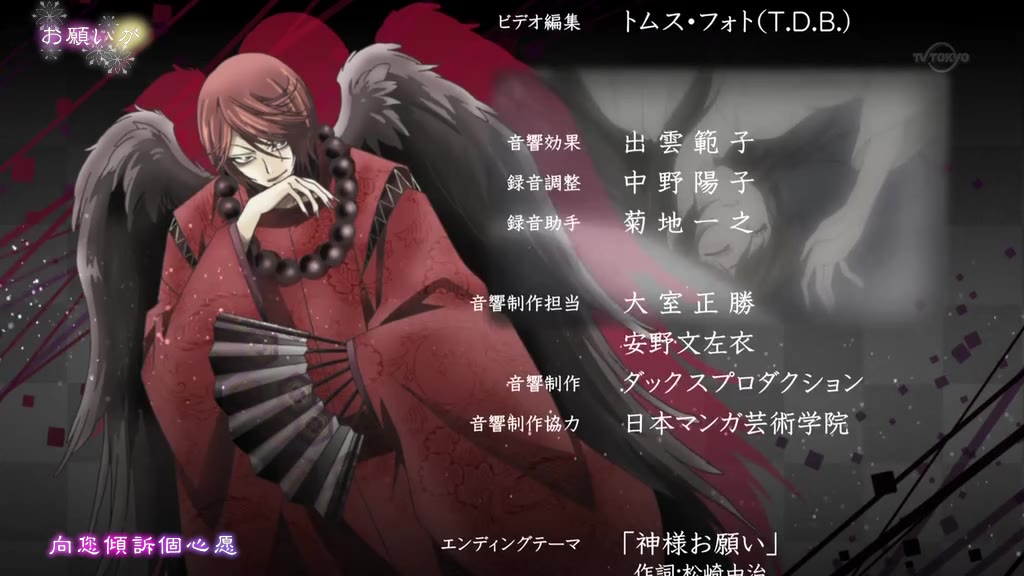 お願いが
ビデオ編集 トムス・フォト(T.D.B.)
TV TOKYO
音響効果 出雲範子
録音調整 中野陽子
録音助手 菊地一之
音響制作担当 大室正勝
安野文左衣
音響制作 ダックスプロダクション
音響制作協力 日本マンガ芸術学院
向您傾訴個心愿
エンディングテーマ 「神様お願い」
作詞:松崎由治